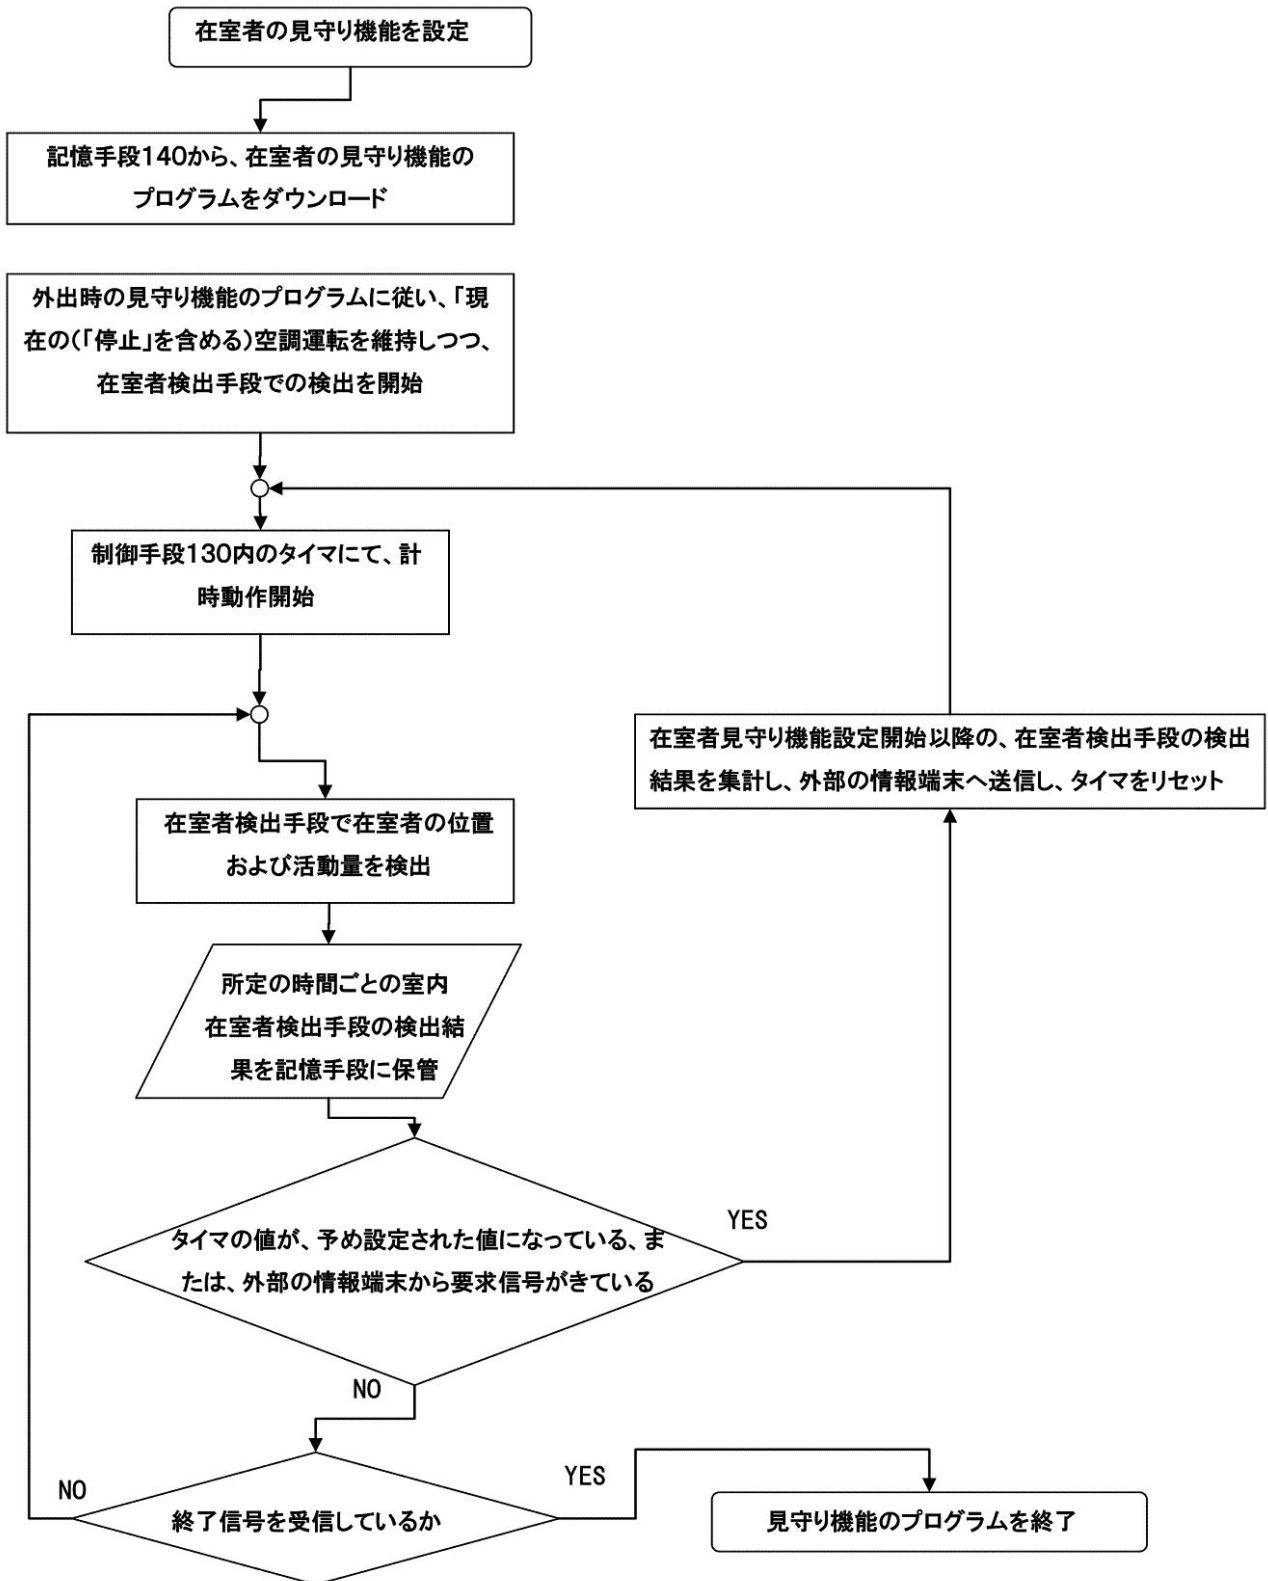 在室者の見守り機能を設定
記憶手段140から、在室者の見守り機能の
プログラムをダウンロード
外出時の見守り機能のプログラムに従い、「現
在の(「停止」を含める)空調運転を維持しつつ、
在室者検出手段での検出を開始
制御手段130内のタイマにて、計
時動作開始
在室者見守り機能設定開始以降の、在室者検出手段の検出
結果を集計し、外部の情報端末へ送信し、タイマをリセット
在室者検出手段で在室者の位置
および活動量を検出
所定の時間ごとの室内
在室者検出手段の検出結
果を記憶手段に保管
YES
タイマの値が、予め設定された値になっている、ま
たは、外部の情報端末から要求信号がきている
NO
NO
YES
終了信号を受信しているか
見守り機能のプログラムを終了